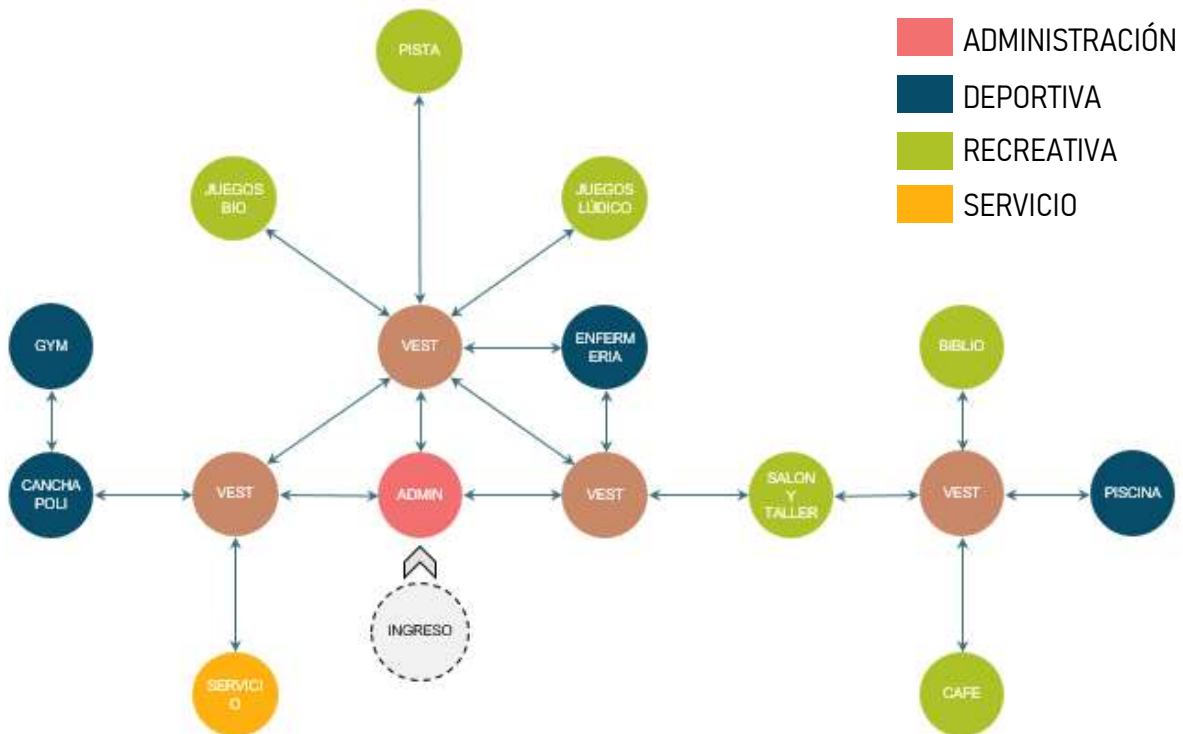 PISTA
ADMINISTRACIÓN
DEPORTIVA
RECREATIVA
SERVICIO
JUEGOS
BIO
JUEGOS
LÚDICO
GYM
VEST
ENFERM
ERIA
BIBLIO
CANCHA
POLI
VEST
ADMIN
VEST
SALON
Y
TALLER
VEST
PISCINA
INGRESO
SERVICI
O
CAFE